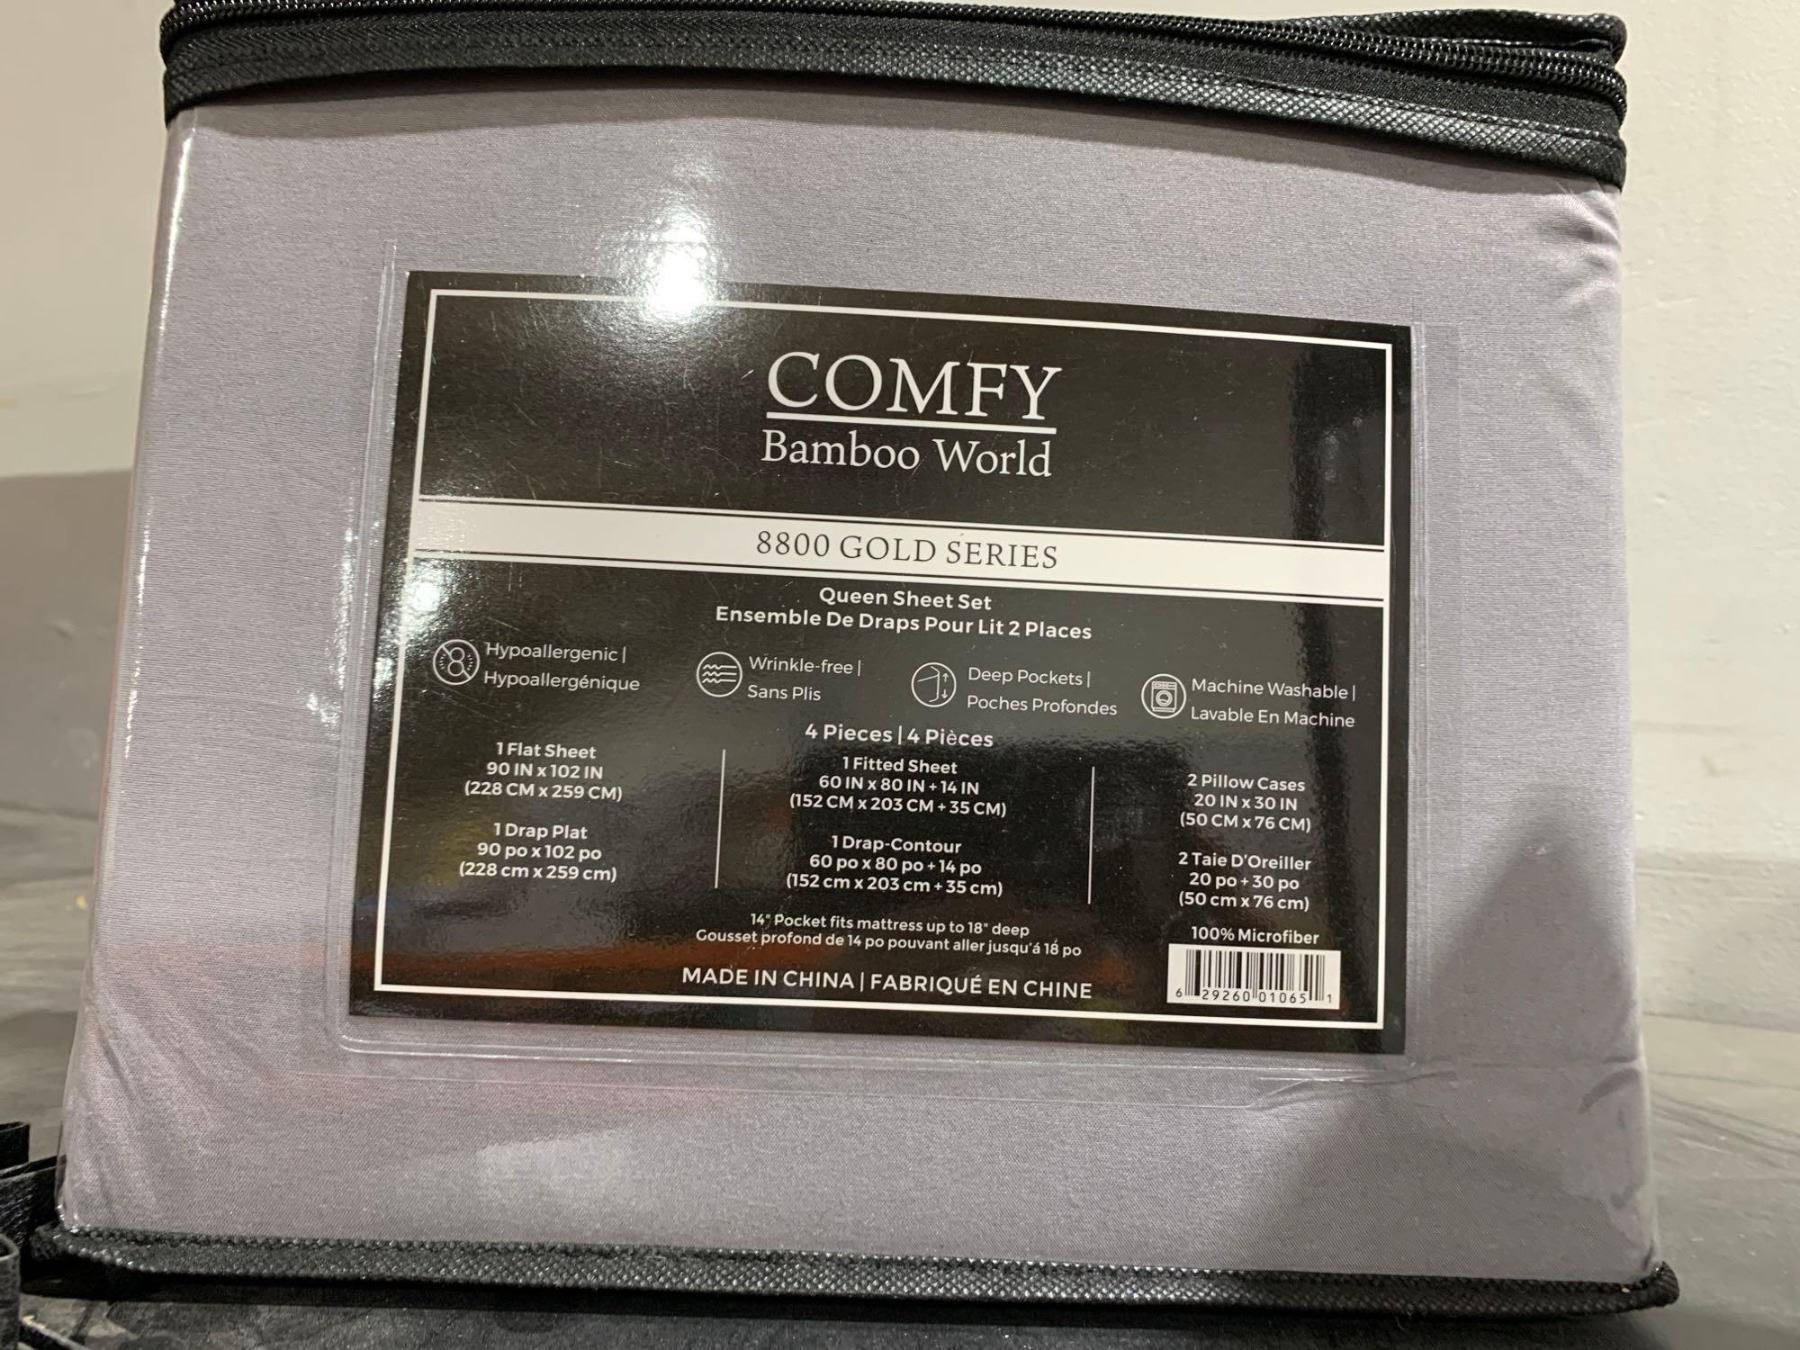 COMFY
Bamboo World
8800 GOLD SERIES
Queen Sheet Set
Ensemble De Draps Pour Lit 2 Places
Hypoallergenic |
Hypoallergénique
Wrinkle-free |
Sans Plis
Deep Pockets |
Poches Profondes
Machine Washable |
Lavable En Machine
4 Pieces | 4 Pièces
1 Flat Sheet
90 IN x 102 IN
(228 CM x 259 CM)
1 Drap Plat
90 po x 102 po
(228 cm x 259 cm)
1 Fitted Sheet
60 IN x 80 IN + 14 IN
(152 CM x 203 CM + 35 CM)
1 Drap-Contour
60 po x 80 po + 14 po
(152 cm x 203 cm + 35 cm)
2 Pillow Cases
20 IN x 30 IN
(50 CM x 76 CM)
2 Taie D'Oreiller
20 po + 30 po
(50 cm x 76 cm)
14" Pocket fits mattress up to 18" deep
Gousset profond de 14 po pouvant aller jusqu'á 18 po
MADE IN CHINA | FABRIQUÉ EN CHINE
100% Microfiber
6 29260 01065 1